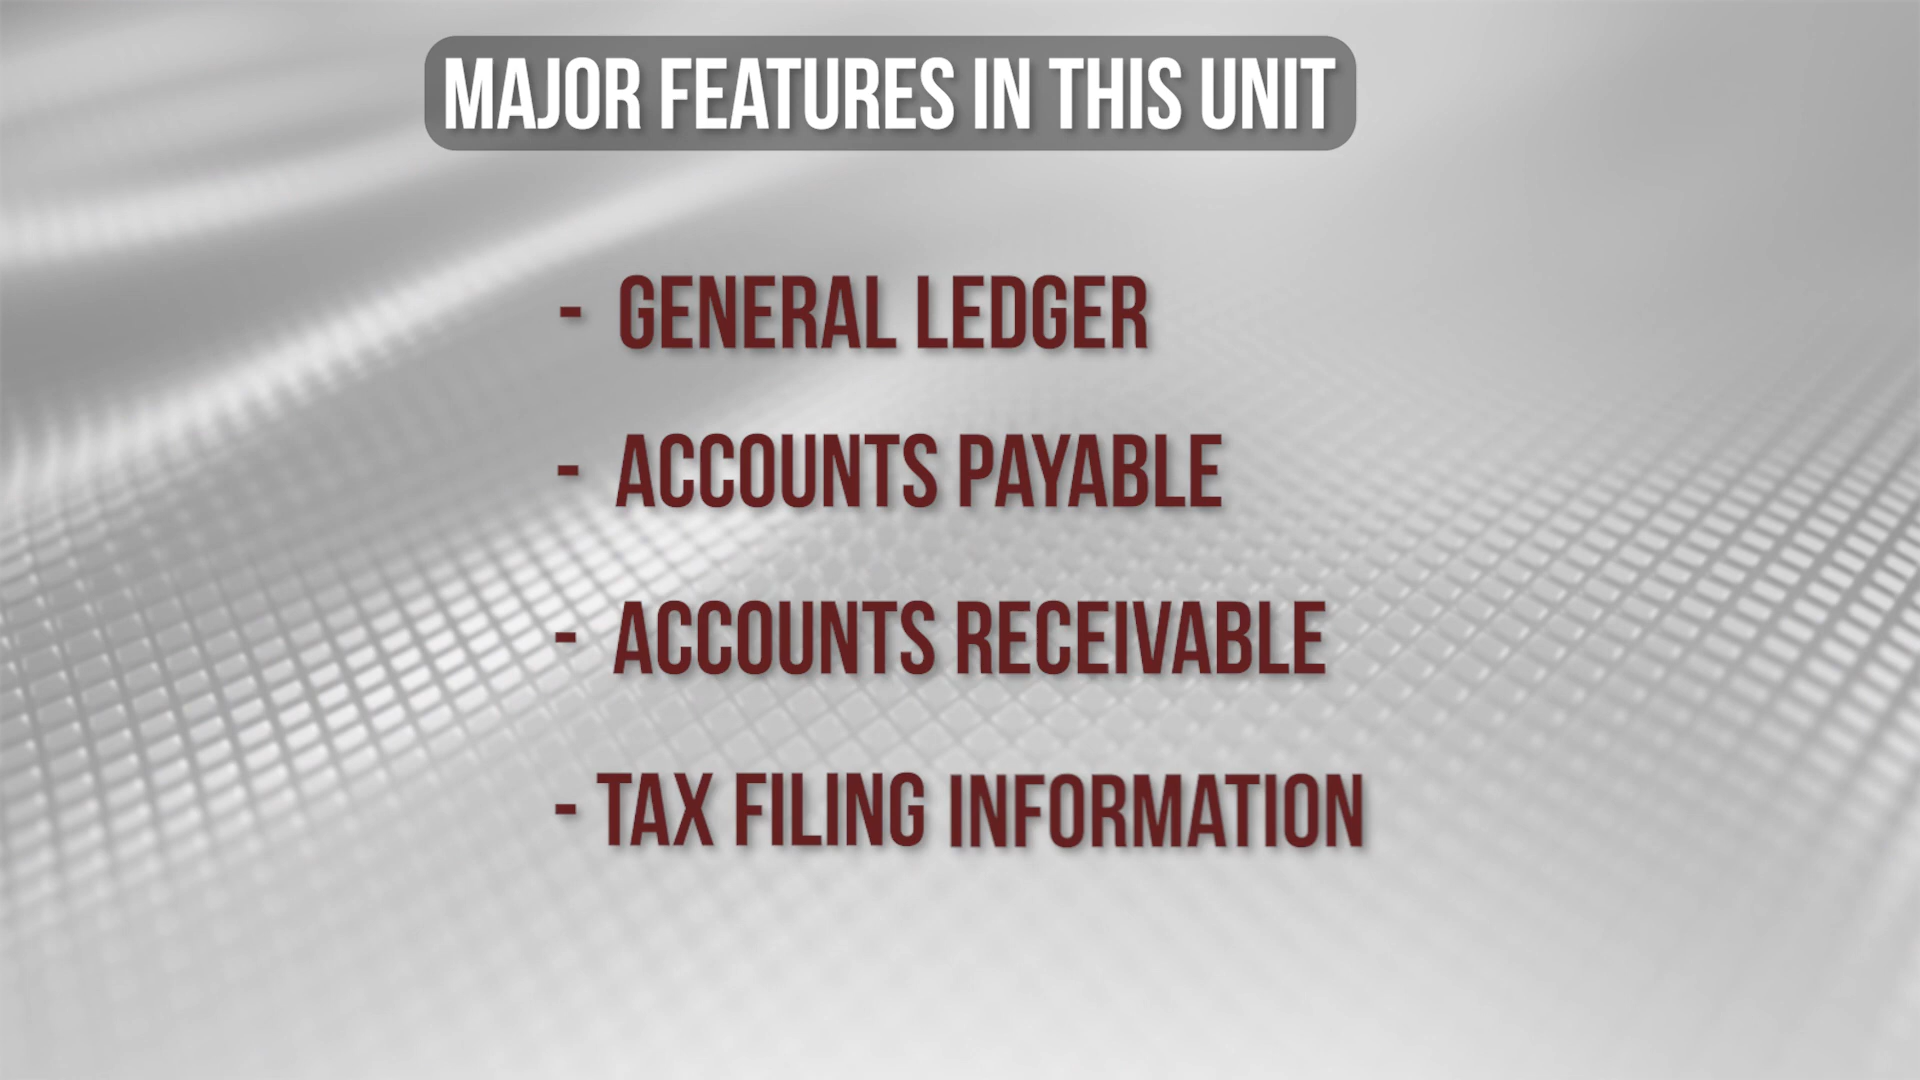 MAJOR FEATURES IN THIS UNIT
- GENERAL LEDGER
- ACCOUNTS PAYABLE
- ACCOUNTS RECEIVABLE
- TAX FILING INFORMATION